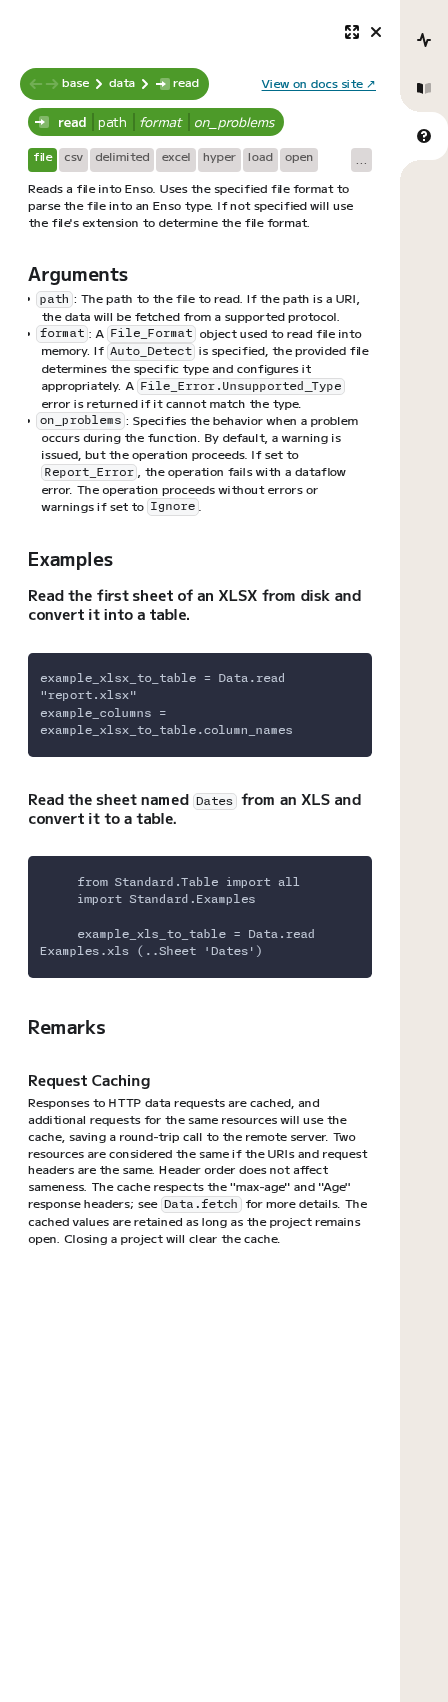 base data read View on docs site ↗
read path format on_problems
file csv delimited excel hyper load open ...
Reads a file into Enso. Uses the specified file format to
parse the file into an Enso type. If not specified will use
the file's extension to determine the file format.
Arguments
• path: The path to the file to read. If the path is a URI,
the data will be fetched from a supported protocol.
• format: A File_Format object used to read file into
memory. If Auto_Detect is specified, the provided file
determines the specific type and configures it
appropriately. A File_Error.Unsupported_Type
error is returned if it cannot match the type.
• on_problems: Specifies the behavior when a problem
occurs during the function. By default, a warning is
issued, but the operation proceeds. If set to
Report_Error, the operation fails with a dataflow
error. The operation proceeds without errors or
warnings if set to Ignore.
Examples
Read the first sheet of an XLSX from disk and
convert it into a table.
example_xlsx_to_table = Data.read
"report.xlsx"
example_columns =
example_xlsx_to_table.column_names
Read the sheet named Dates from an XLS and
convert it to a table.
from Standard.Table import all
import Standard.Examples
example_xls_to_table = Data.read
Examples.xls (..Sheet 'Dates')
Remarks
Request Caching
Responses to HTTP data requests are cached, and
additional requests for the same resources will use the
cache, saving a round-trip call to the remote server. Two
resources are considered the same if the URIs and request
headers are the same. Header order does not affect
sameness. The cache respects the "max-age" and "Age"
response headers; see Data.fetch for more details. The
cached values are retained as long as the project remains
open. Closing a project will clear the cache.